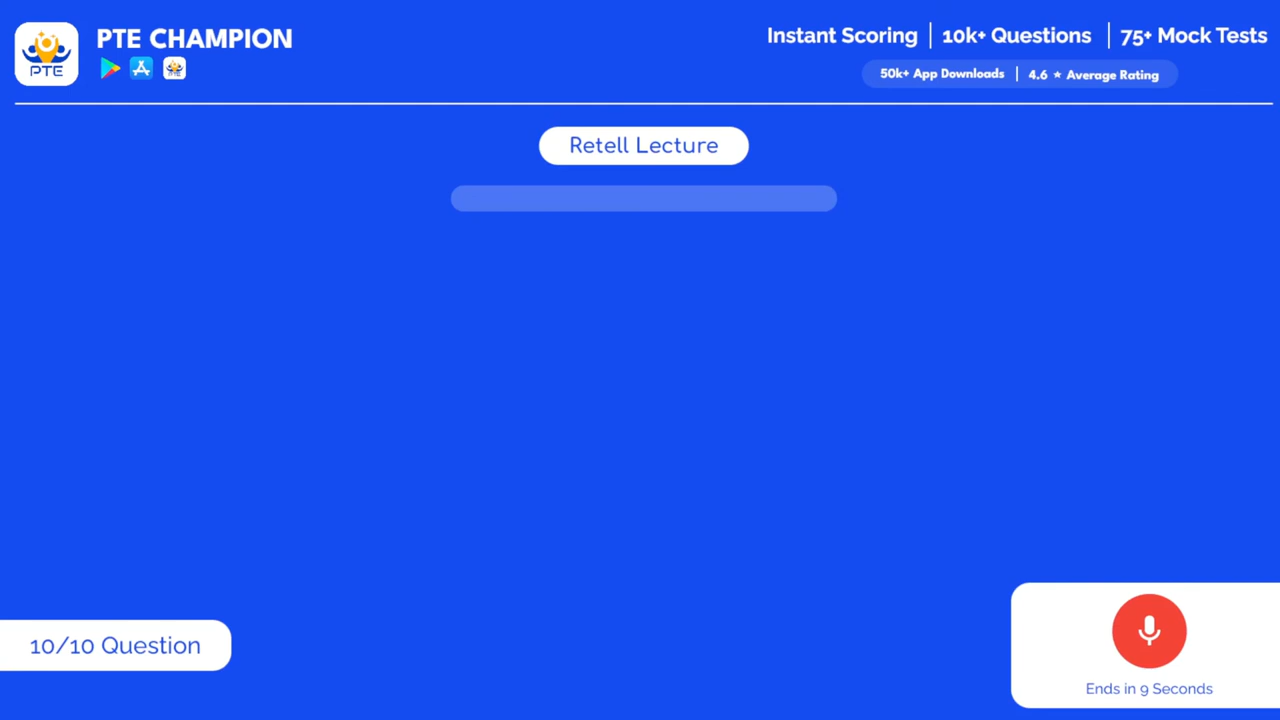 PTE CHAMPION
PTE
Instant Scoring | 10k+ Questions | 75+ Mock Tests
50k+ App Downloads | 4.6 ★ Average Rating
Retell Lecture
10/10 Question
Ends in 9 Seconds